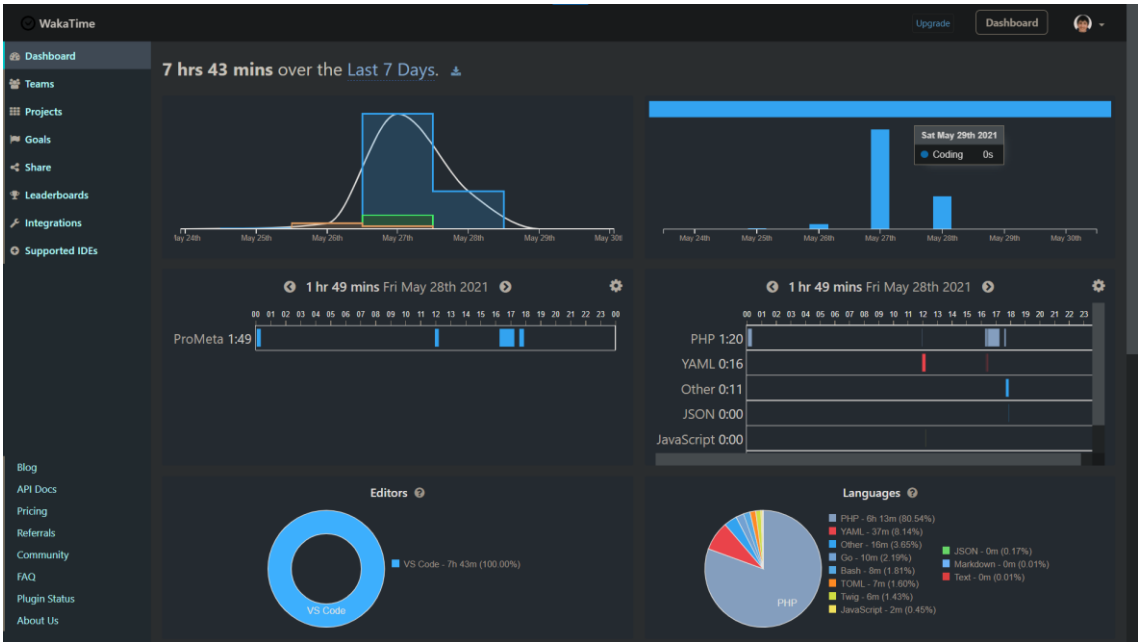 WakaTime
Upgrade
Dashboard
Dashboard
Teams
Projects
Goals
Share
Leaderboards
Integrations
Supported IDEs
Blog
API Docs
Pricing
Referrals
Community
FAQ
Plugin Status
About Us
7 hrs 43 mins over the Last 7 Days.
May 24th May 25th May 26th May 27th May 28th May 29th May 30th
Sat May 29th 2021
Coding 0s
May 24th May 25th May 26th May 27th May 28th May 29th May 30th
1 hr 49 mins Fri May 28th 2021
00 01 02 03 04 05 06 07 08 09 10 11 12 13 14 15 16 17 18 19 20 21 22 23 00
ProMeta 1:49
1 hr 49 mins Fri May 28th 2021
00 01 02 03 04 05 06 07 08 09 10 11 12 13 14 15 16 17 18 19 20 21 22 23
PHP 1:20
YAML 0:16
Other 0:11
JSON 0:00
JavaScript 0:00
Editors
VS Code
VS Code - 7h 43m (100.00%)
Languages
PHP
PHP - 6h 13m (80.54%)
YAML - 37m (8.14%)
Other - 16m (3.65%)
Go - 10m (2.19%)
Bash - 8m (1.81%)
TOML - 7m (1.60%)
Twig - 6m (1.43%)
JavaScript - 2m (0.45%)
JSON - 0m (0.17%)
Markdown - 0m (0.01%)
Text - 0m (0.01%)